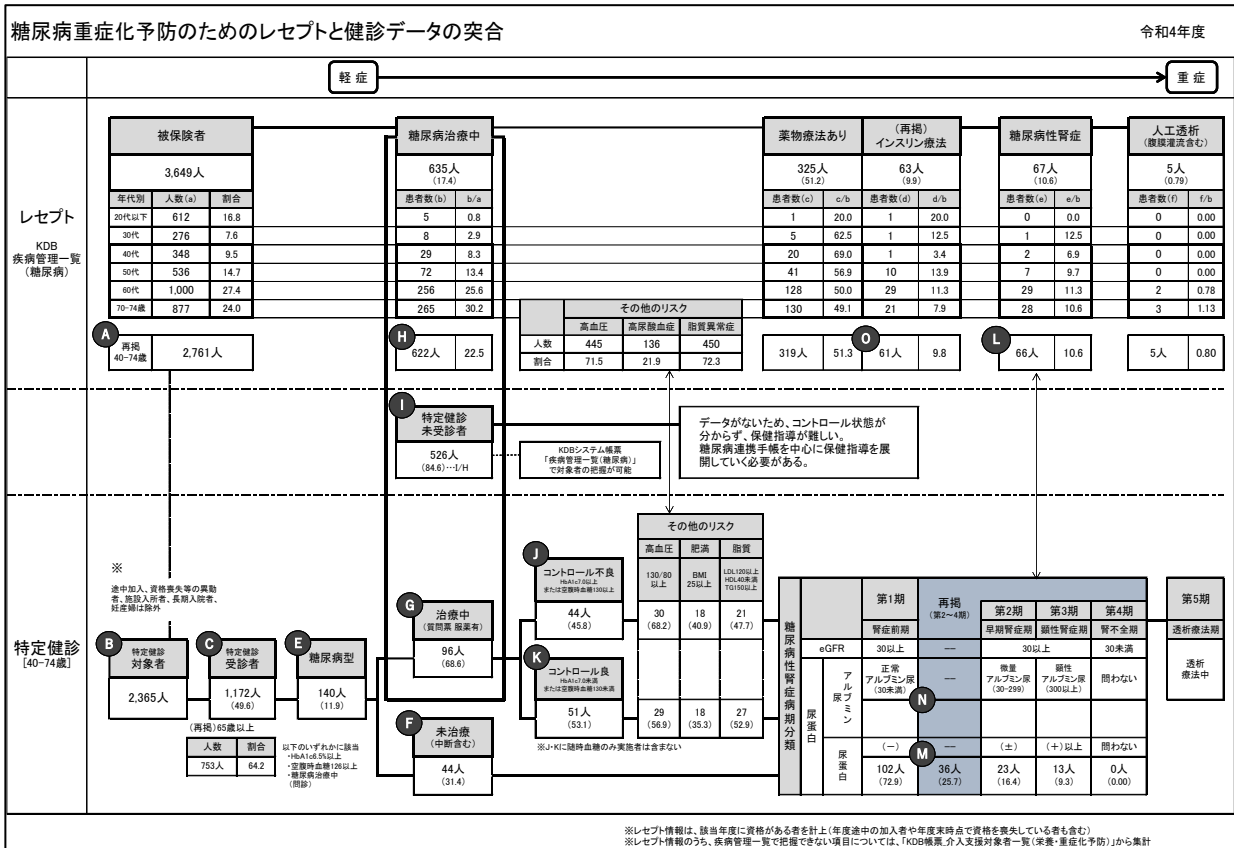 糖尿病重症化予防のためのレセプトと健診データの突合
令和4年度
軽 症
重 症
レセプト
KDB
疾病管理一覧
(糖尿病)
被保険者
3,649人
年代別 人数(a) 割合
20代以下 612 16.8
30代 276 7.6
40代 348 9.5
50代 536 14.7
60代 1,000 27.4
70-74歳 877 24.0
A
再掲
40-74歳
2,761人
糖尿病治療中
635人
(17.4)
患者数(b) b/a
5 0.8
8 2.9
29 8.3
72 13.4
256 25.6
265 30.2
H
622人 22.5
その他のリスク
高血圧 高尿酸血症 脂質異常症
人数 445 136 450
割合 71.5 21.9 72.3
薬物療法あり
325人
(51.2)
患者数(c) c/b
1 20.0
5 62.5
20 69.0
41 56.9
128 50.0
130 49.1
319人 51.3
(再掲)
インスリン療法
63人
(9.9)
患者数(d) d/b
1 20.0
1 12.5
1 3.4
10 13.9
29 11.3
21 7.9
O
61人 9.8
糖尿病性腎症
67人
(10.6)
患者数(e) e/b
0 0.0
1 12.5
2 6.9
7 9.7
29 11.3
28 10.6
L
66人 10.6
人工透析
(腹膜灌流含む)
5人
(0.79)
患者数(f) f/b
0 0.00
0 0.00
0 0.00
0 0.00
2 0.78
3 1.13
5人 0.80
I
特定健診
未受診者
526人
(84.6)…I/H
KDBシステム帳票
「疾病管理一覧(糖尿病)」
で対象者の把握が可能
データがないため、コントロール状態が
分からず、保健指導が難しい。
糖尿病連携手帳を中心に保健指導を展
開していく必要がある。
特定健診
[40-74歳]
※
途中加入、資格喪失等の異動
者、施設入所者、長期入院者、
妊産婦は除外
B
特定健診
対象者
2,365人
C
特定健診
受診者
1,172人
(49.6)
(再掲)65歳以上
人数 割合
753人 64.2
E
糖尿病型
140人
(11.9)
以下のいずれかに該当
・HbA1c6.5%以上
・空腹時血糖126以上
・糖尿病治療中
(問診)
G
治療中
(質問票 服薬有)
96人
(68.6)
F
未治療
(中断含む)
44人
(31.4)
J
コントロール不良
HbA1c7.0以上
または空腹時血糖130以上
44人
(45.8)
K
コントロール良
HbA1c7.0未満
または空腹時血糖130未満
51人
(53.1)
※J・Kに随時血糖のみ実施者は含まない
その他のリスク
高血圧 肥満 脂質
130/80
以上
BMI
25以上
LDL120以上
HDL40未満
TG150以上
30 18 21
(68.2) (40.9) (47.7)
29 18 27
(56.9) (35.3) (52.9)
糖尿病性腎症病期分類
第1期 再掲
(第2~4期)
第2期 第3期 第4期
腎症前期 早期腎症期 顕性腎症期 腎不全期
eGFR 30以上 -- 30以上 30未満
尿蛋白
尿アルブミン
正常
アルブミン尿
(30未満)
--
微量
アルブミン尿
(30-299)
顕性
アルブミン尿
(300以上)
問わない
N
尿蛋白
(-) -- (±) (+)以上 問わない
M
102人 36人 23人 13人 0人
(72.9) (25.7) (16.4) (9.3) (0.00)
第5期
透析療法期
透析
療法中
※レセプト情報は、該当年度に資格がある者を計上(年度途中の加入者や年度末時点で資格を喪失している者も含む)
※レセプト情報のうち、疾病管理一覧で把握できない項目については、「KDB帳票_介入支援対象者一覧(栄養・重症化予防)」から集計